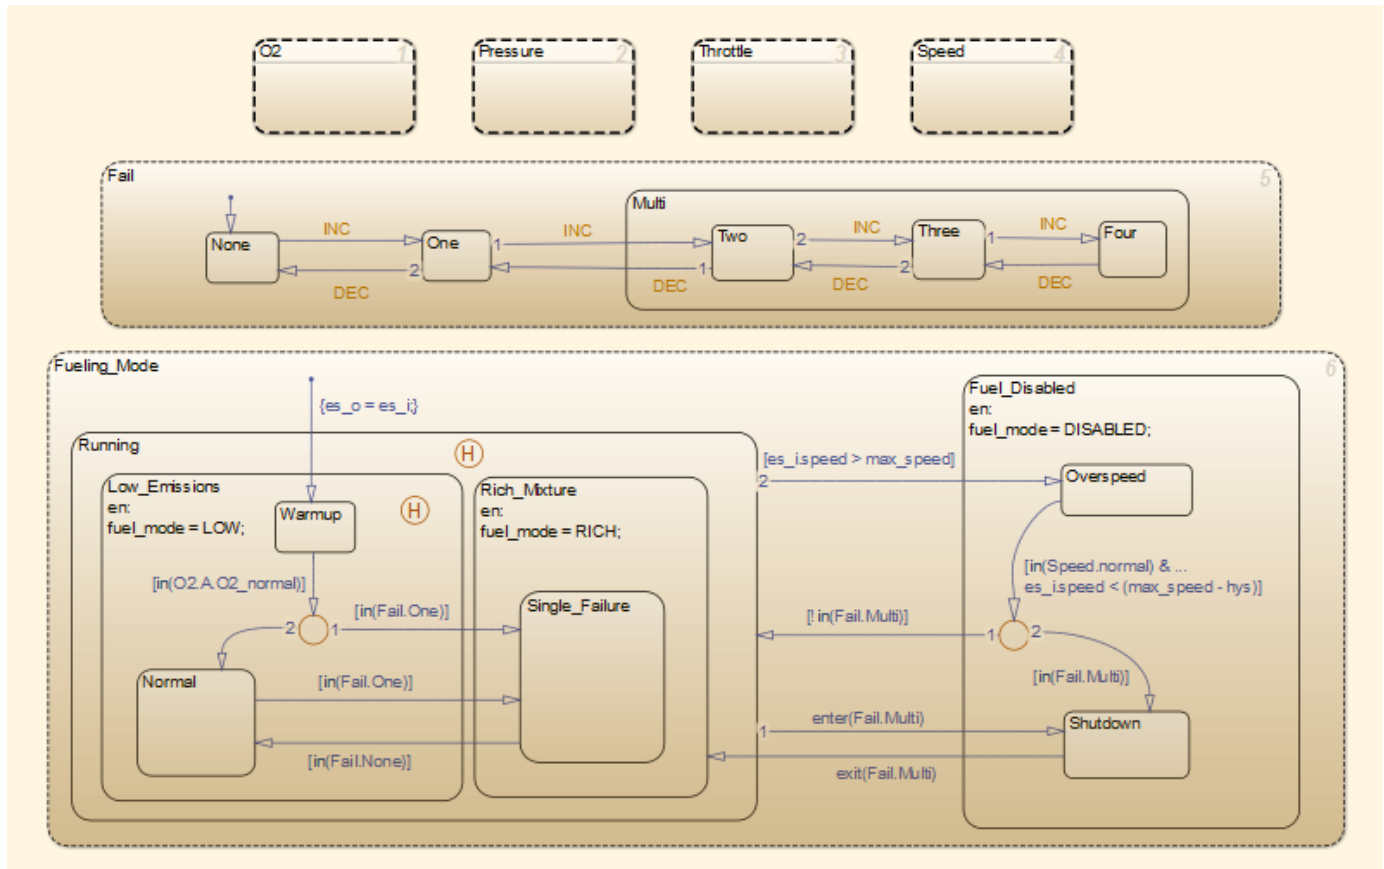 O2
1
Pressure
2
Throttle
3
Speed
4
Fail
5
Multi
None
INC
DEC
One
1
2
INC
DEC
Two
2
1
INC
DEC
Three
1
2
INC
DEC
Four
Fueling_Mode
6
{es_o = es_i;}
Running
H
Low_Emissions
en:
fuel_mode = LOW;
H
Warmup
[in(O2.A.O2_normal)]
2
1
[in(Fail.One)]
Normal
[in(Fail.One)]
[in(Fail.None)]
Rich_Mixture
en:
fuel_mode = RICH;
Single_Failure
[es_i.speed > max_speed]
2
[! in(Fail.Multi)]
enter(Fail.Multi)
1
exit(Fail.Multi)
Fuel_Disabled
en:
fuel_mode = DISABLED;
Overspeed
[in(Speed.normal) & ...
es_i.speed < (max_speed - hys)]
1
2
[in(Fail.Multi)]
Shutdown